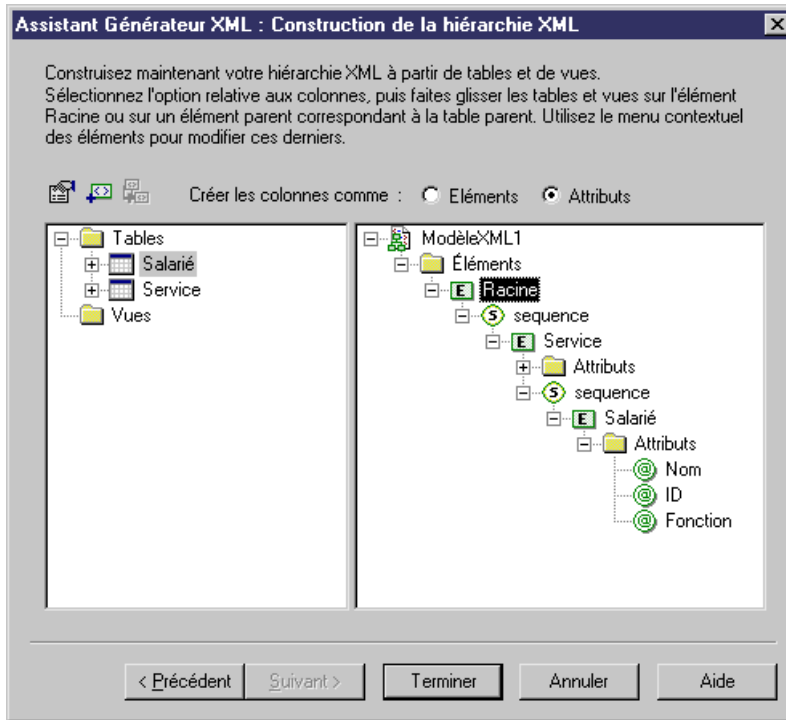 Assistant Générateur XML : Construction de la hiérarchie XML
Construisez maintenant votre hiérarchie XML à partir de tables et de vues.
Sélectionnez l'option relative aux colonnes, puis faites glisser les tables et vues sur l'élément
Racine ou sur un élément parent correspondant à la table parent. Utilisez le menu contextuel
des éléments pour modifier ces derniers.
Créer les colonnes comme : Eléments Attributs
Tables
Salarié
Service
Vues
ModèleXML1
Éléments
E Racine
S sequence
E Service
Attributs
S sequence
E Salarié
Attributs
@ Nom
@ ID
@ Fonction
< Précédent Suivant > Terminer Annuler Aide